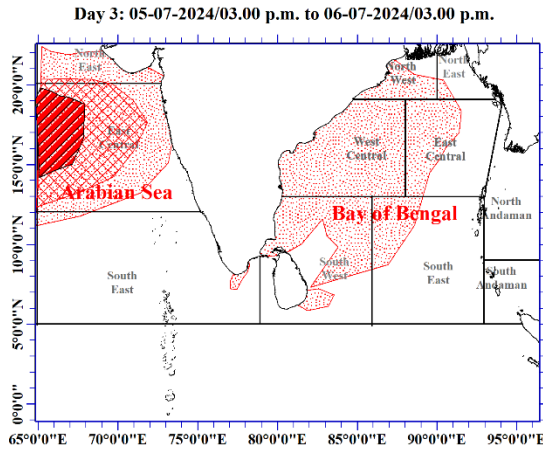 Day 3: 05-07-2024/03.00 p.m. to 06-07-2024/03.00 p.m.
North
East
North
West
North
East
20°0'0"N
East
Central
West
Central
East
Central
15°0'0"N
Arabian Sea
Bay of Bengal
North
Andaman
10°0'0"N
South
East
South
West
South
East
South
Andaman
5°0'0"N
0°0'0"
65°0'0"E
70°0'0"E
75°0'0"E
80°0'0"E
85°0'0"E
90°0'0"E
95°0'0"E